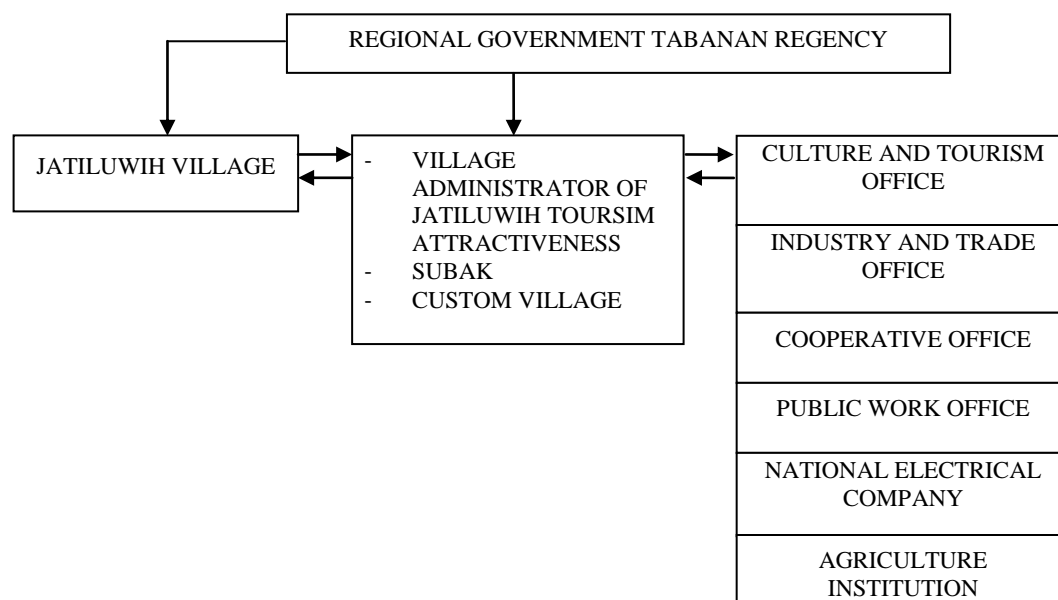 REGIONAL GOVERNMENT TABANAN REGENCY
JATILUWIH VILLAGE
- VILLAGE
ADMINISTRATOR OF
JATILUWIH TOURSIM
ATTRACTIVENESS
- SUBAK
- CUSTOM VILLAGE
CULTURE AND TOURISM
OFFICE
INDUSTRY AND TRADE
OFFICE
COOPERATIVE OFFICE
PUBLIC WORK OFFICE
NATIONAL ELECTRICAL
COMPANY
AGRICULTURE
INSTITUTION